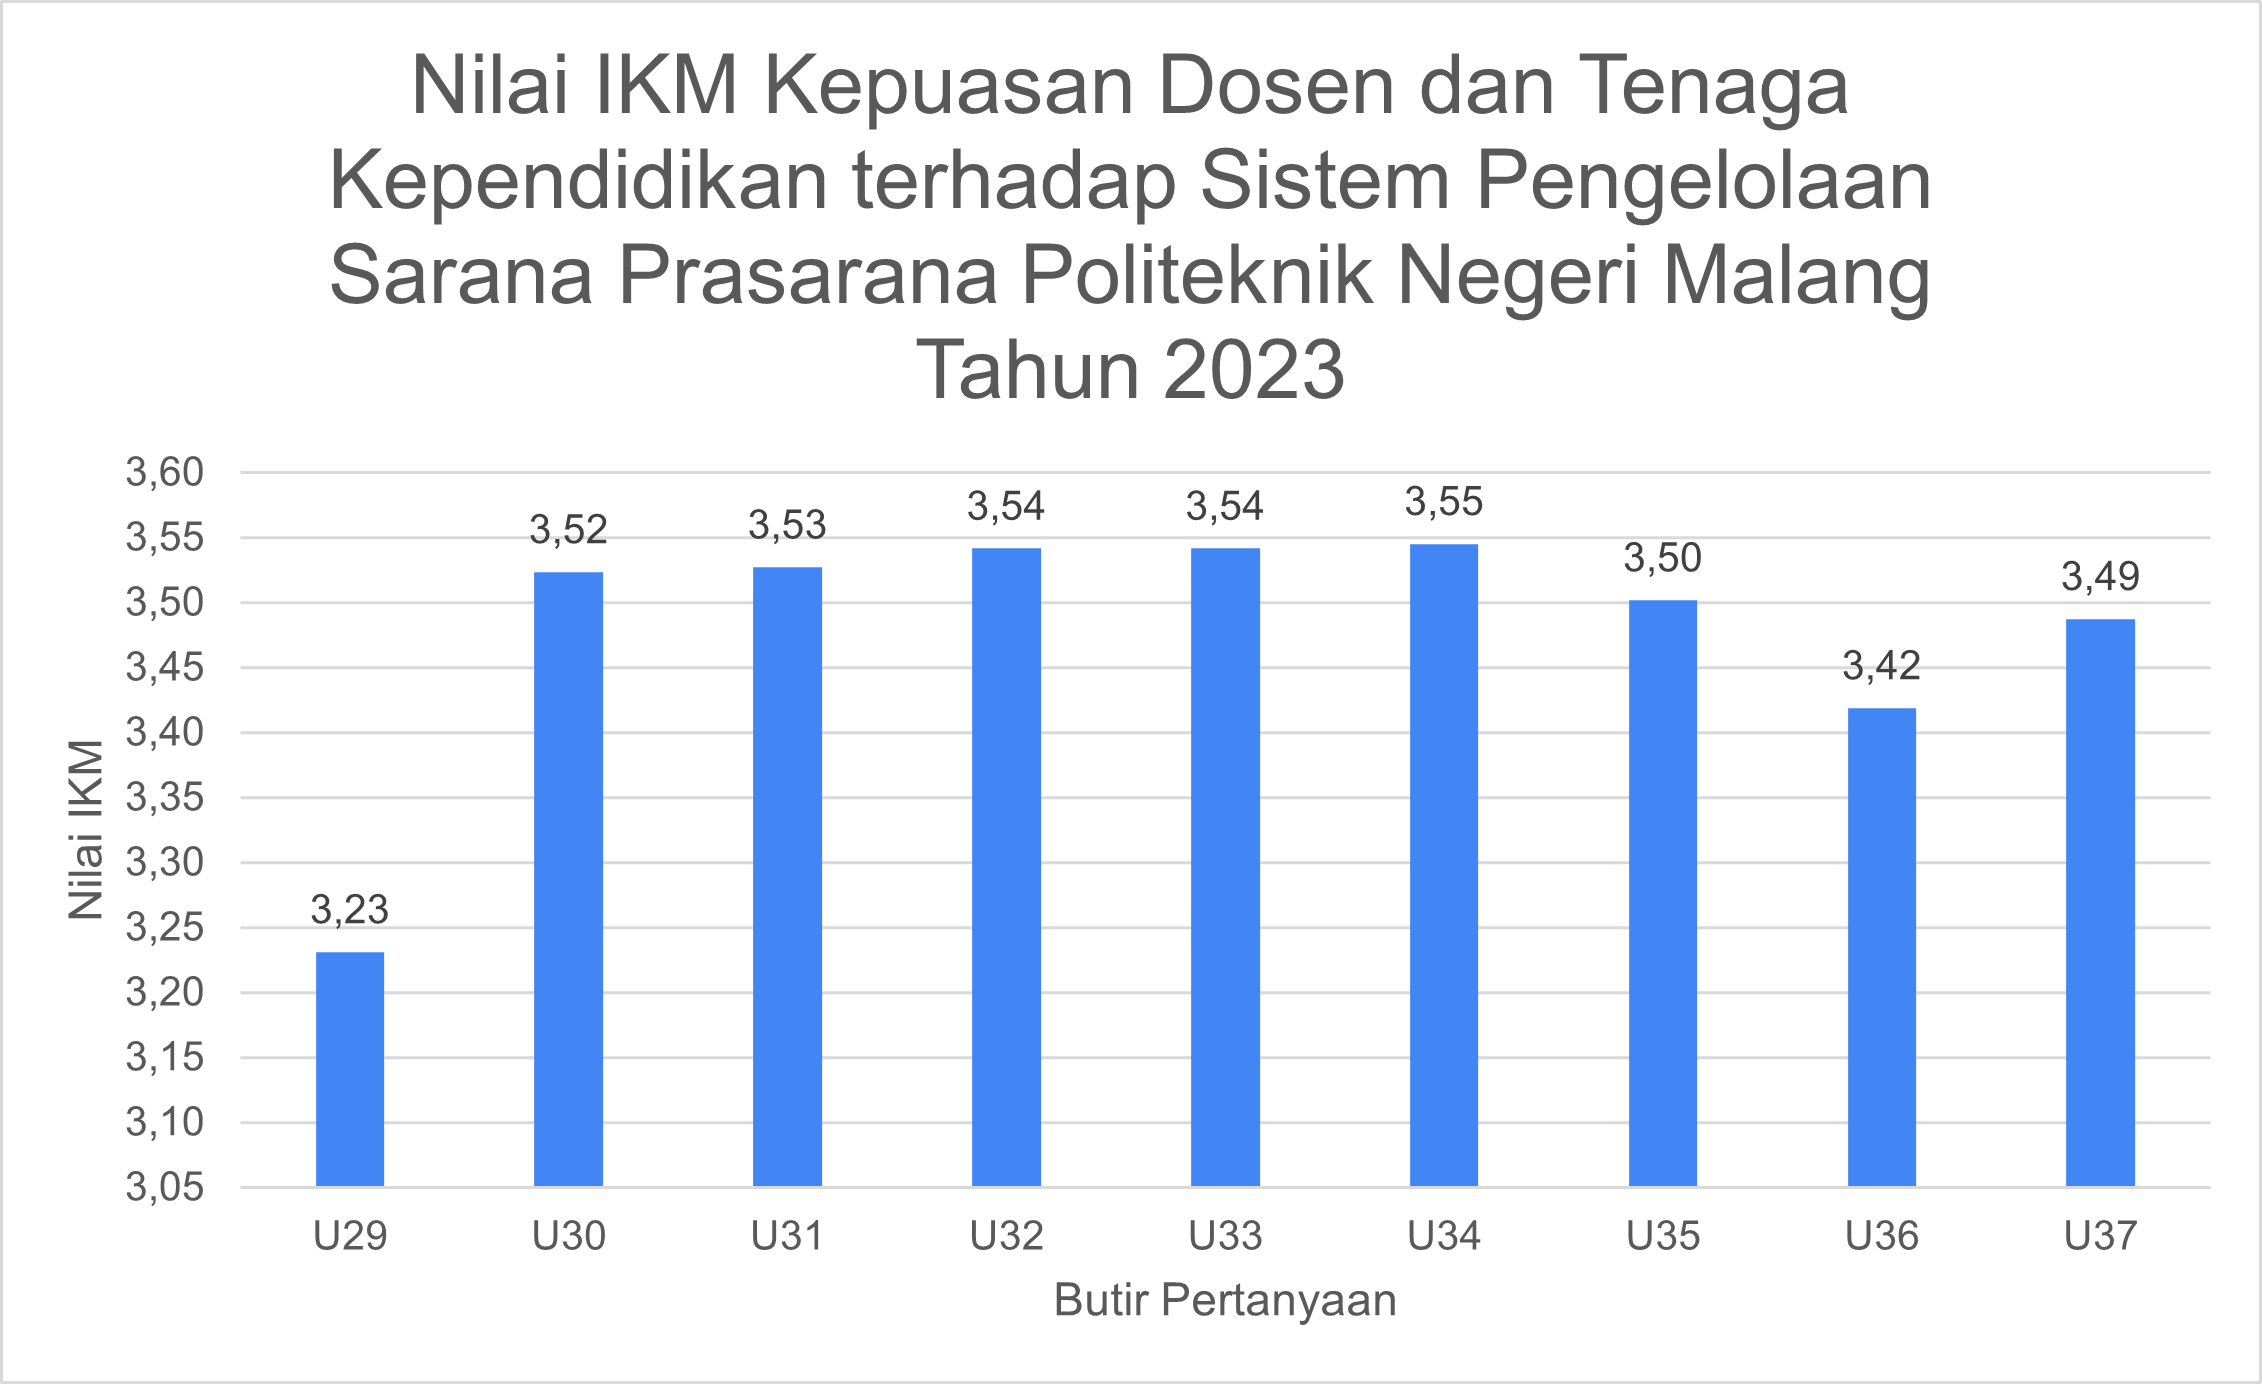 Nilai IKM Kepuasan Dosen dan Tenaga
Kependidikan terhadap Sistem Pengelolaan
Sarana Prasarana Politeknik Negeri Malang
Tahun 2023
3,60
3,55
3,50
3,45
3,40
3,35
3,30
3,25
3,20
3,15
3,10
3,05
Nilai IKM
3,23
3,52
3,53
3,54
3,54
3,55
3,50
3,42
3,49
U29
U30
U31
U32
U33
U34
U35
U36
U37
Butir Pertanyaan